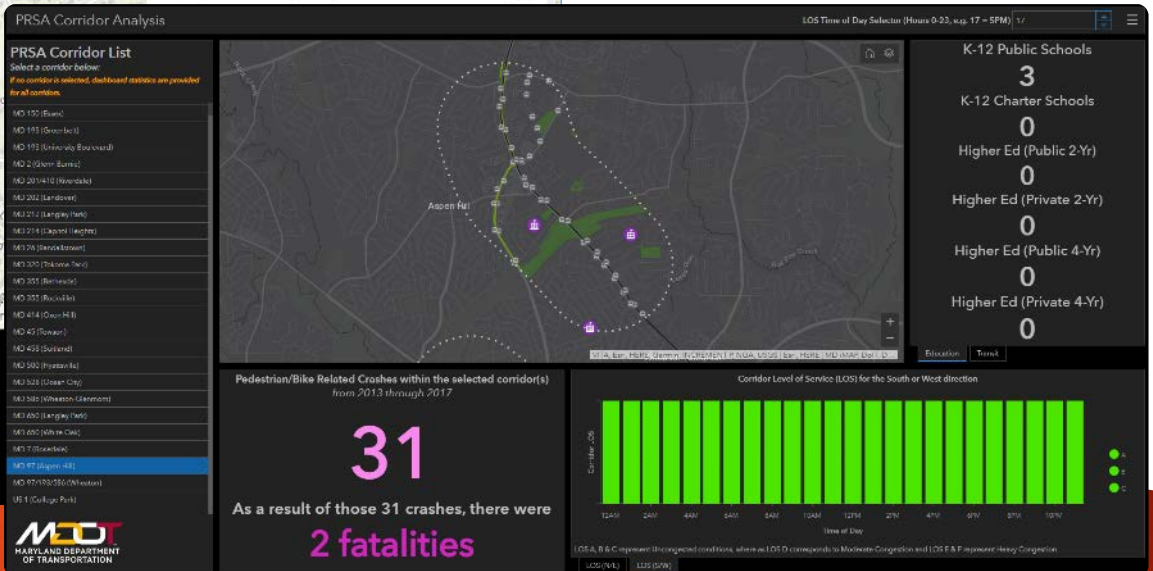 PRSA Corridor Analysis
LOS Time of Day Selector (Hours 0-23, e.g. 17 = 5PM) 17
PRSA Corridor List
Select a corridor below:
If no corridor is selected, dashboard statistics are provided
for all corridors.
MD 150 (Essex)
MD 193 (Greenbelt)
MD 193 (University Boulevard)
MD 2 (Glenn Burnie)
MD 201/410 (Riverdale)
MD 202 (Landover)
MD 212 (Langley Park)
MD 214 (Capitol Heights)
MD 26 (Randallstown)
MD 320 (Takoma Park)
MD 355 (Bethesda)
MD 355 (Rockville)
MD 414 (Oxon Hill)
MD 45 (Towson)
MD 458 (Suitland)
MD 500 (Hyattsville)
MD 528 (Ocean City)
MD 586 (Wheaton-Glenmont)
MD 650 (Langley Park)
MD 650 (White Oak)
MD 7 (Rosedale)
MD 97 (Aspen Hill)
MD 97/193/586 (Wheaton)
US 1 (College Park)
MDOT
MARYLAND DEPARTMENT
OF TRANSPORTATION
Aspen Hill
K-12 Public Schools
3
K-12 Charter Schools
0
Higher Ed (Public 2-Yr)
0
Higher Ed (Private 2-Yr)
0
Higher Ed (Public 4-Yr)
0
Higher Ed (Private 4-Yr)
0
Education Transit
Pedestrian/Bike Related Crashes within the selected corridor(s)
from 2013 through 2017
31
As a result of those 31 crashes, there were
2 fatalities
Corridor Level of Service (LOS) for the South or West direction
Corridor LOS
A
B
C
12AM 2AM 4AM 6AM 8AM 10AM 12PM 2PM 4PM 6PM 8PM 10PM
Time of Day
LOS A, B & C represent Uncongested conditions, where as LOS D corresponds to Moderate Congestion and LOS E & F represent Heavy Congestion
LOS (N/E) LOS (S/W)